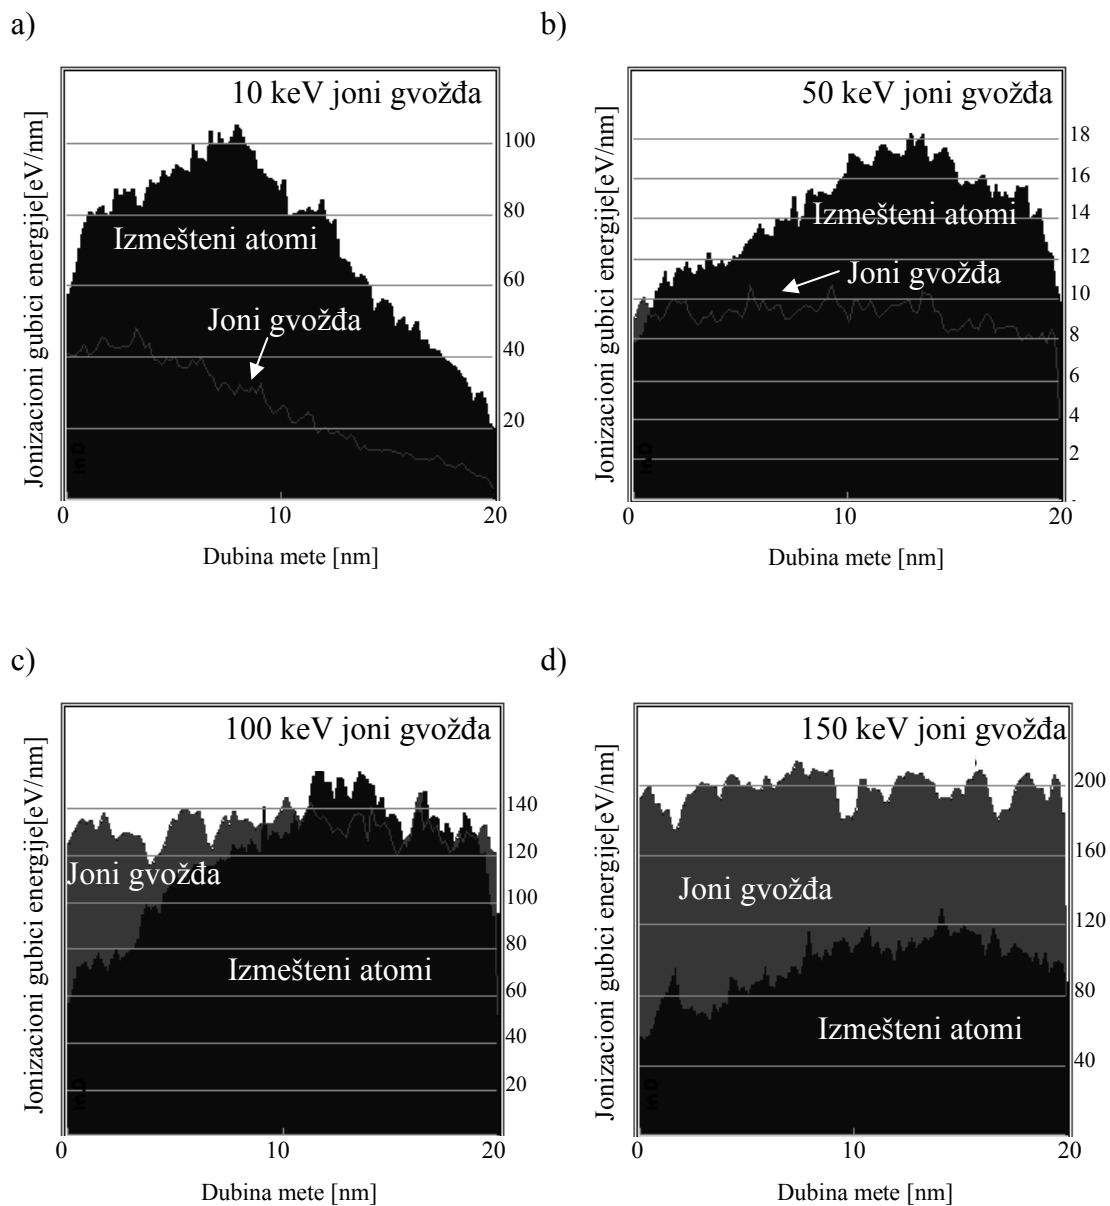 a)
10 keV joni gvožđa
Jonizacioni gubici energije[eV/nm]
100
80
60
40
20
Izmešteni atomi
Joni gvožđa
0
10
20
Dubina mete [nm]
b)
50 keV joni gvožđa
Jonizacioni gubici energije[eV/nm]
18
16
14
12
10
8
6
4
2
Izmešteni atomi
Joni gvožđa
0
10
20
Dubina mete [nm]
c)
100 keV joni gvožđa
Jonizacioni gubici energije[eV/nm]
140
120
100
80
60
40
20
Joni gvožđa
Izmešteni atomi
0
10
20
Dubina mete [nm]
d)
150 keV joni gvožđa
Jonizacioni gubici energije[eV/nm]
200
160
120
80
40
Joni gvožđa
Izmešteni atomi
0
10
20
Dubina mete [nm]